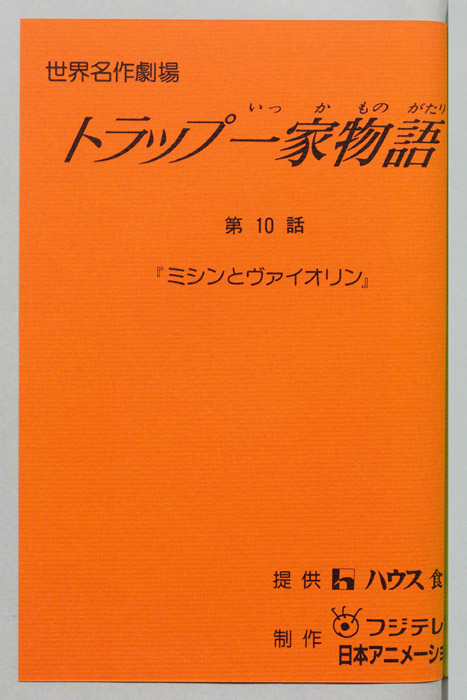 世界名作劇場
いっ か もの がたり
トラップ一家物語
第 10 話
『ミシンとヴァイオリン』
提供 ハウス食
制作 フジテレ
日本アニメーショ